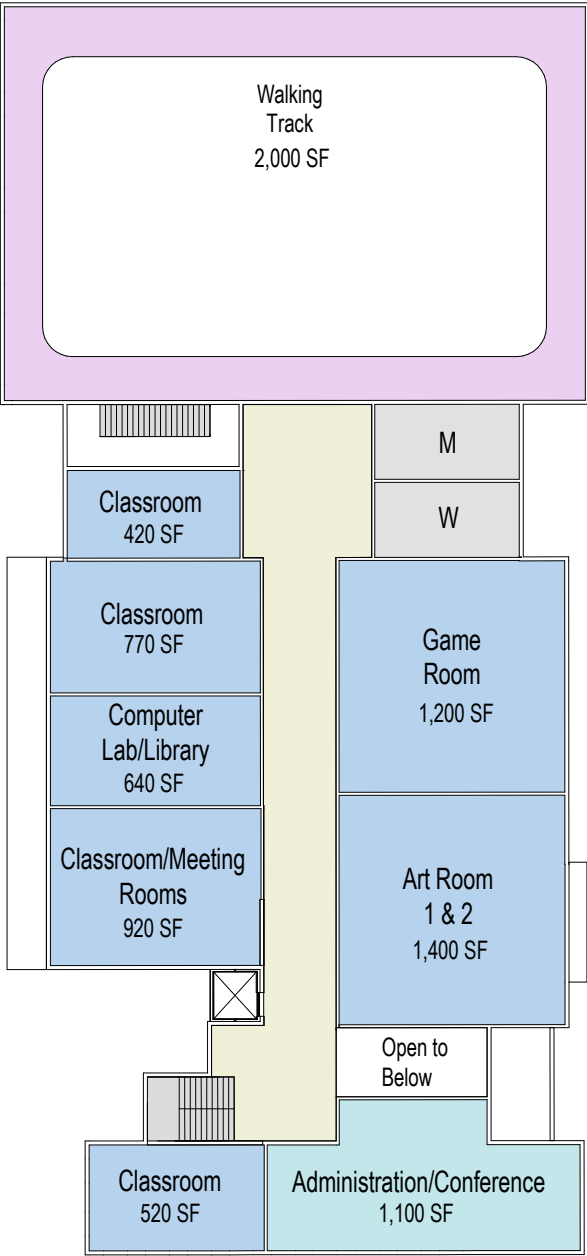 Walking
Track
2,000 SF
M
Classroom
420 SF
W
Classroom
770 SF
Game
Room
1,200 SF
Computer
Lab/Library
640 SF
Classroom/Meeting
Rooms
920 SF
Art Room
1 & 2
1,400 SF
Open to
Below
Classroom
520 SF
Administration/Conference
1,100 SF